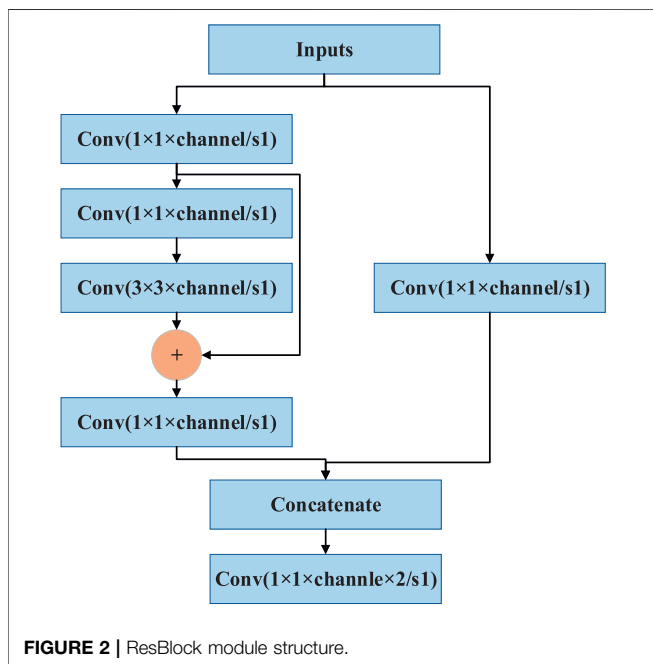 Inputs
Conv(1×1×channel/s1)
Conv(1×1×channel/s1)
Conv(3×3×channel/s1)
Conv(1×1×channel/s1)
+
Conv(1×1×channel/s1)
Concatenate
Conv(1×1×channle×2/s1)
FIGURE 2 | ResBlock module structure.